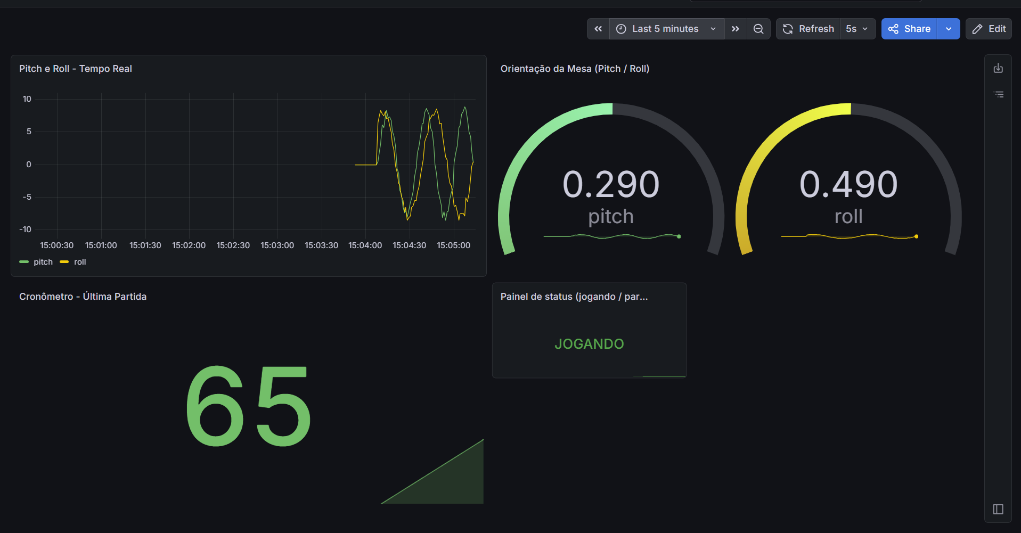 Last 5 minutes Refresh 5s Share Edit
Pitch e Roll - Tempo Real
10
5
0
-5
-10
15:00:30 15:01:00 15:01:30 15:02:00 15:02:30 15:03:00 15:03:30 15:04:00 15:04:30 15:05:00
pitch roll
Orientação da Mesa (Pitch / Roll)
0.290
pitch
0.490
roll
Cronômetro - Última Partida
65
Painel de status (jogando / par...
JOGANDO